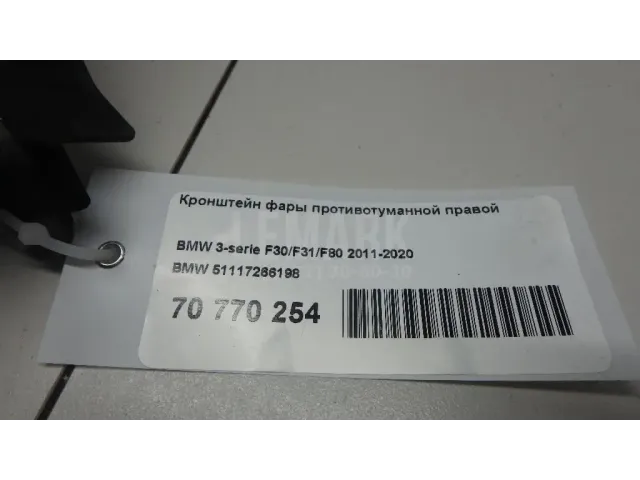 Кронштейн фары противотуманной правой
BMW 3-serie F30/F31/F80 2011-2020
BMW 51117266198
70 770 254